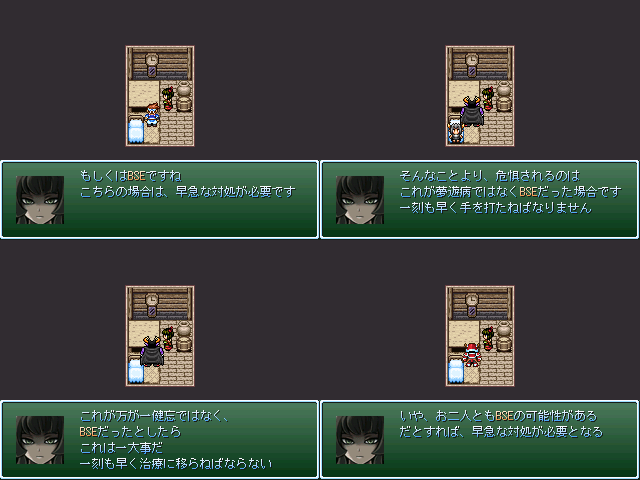 もしくはBSEですね
こちらの場合は、早急な対処が必要です
そんなことより、危惧されるのは
これが夢遊病ではなくBSEだった場合です
一刻も早く手を打たねばなりません
これが万が一健忘ではなく、
BSEだったとしたら
これは一大事だ
一刻も早く治療に移らねばならない
いや、お二人ともBSEの可能性がある
だとすれば、早急な対処が必要となる